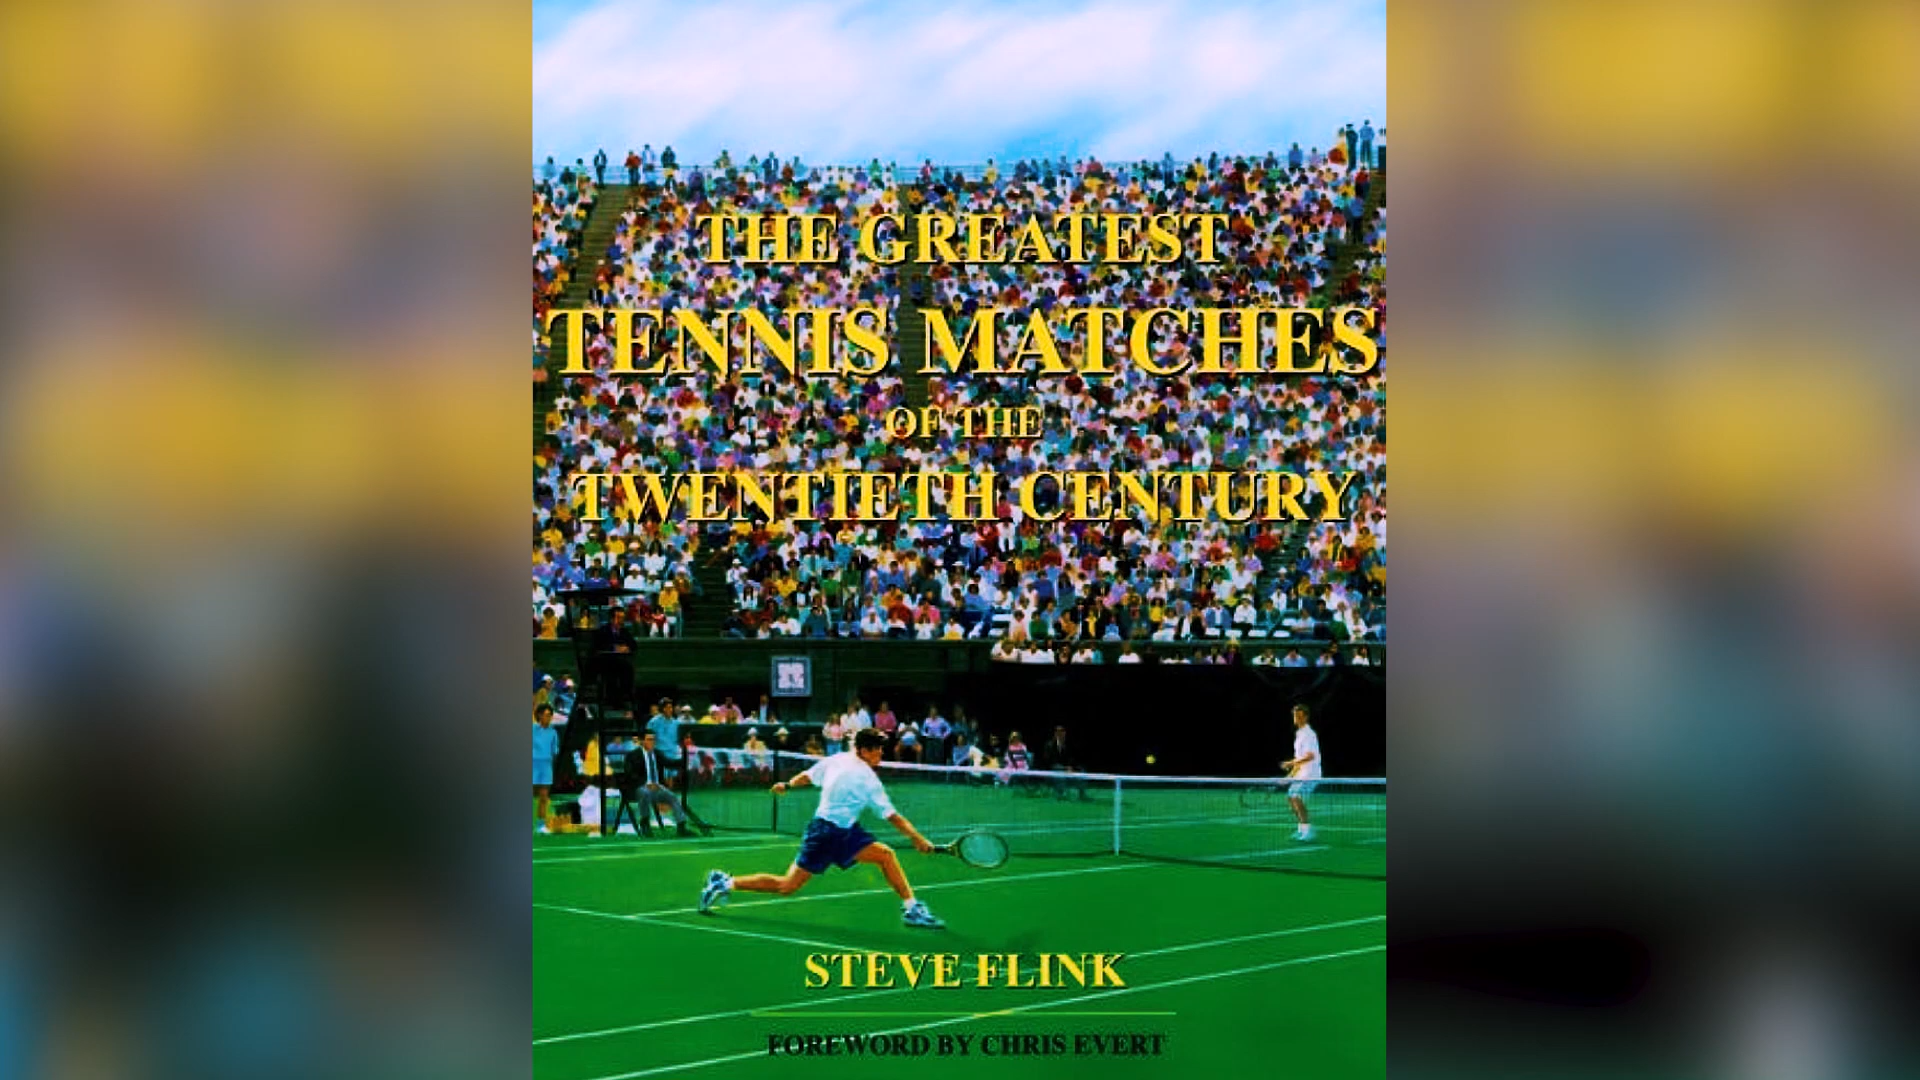 THE GREATEST
TENNIS MATCHES
OF THE
TWENTIETH CENTURY
STEVE FLINK
FOREWORD BY CHRIS EVERT